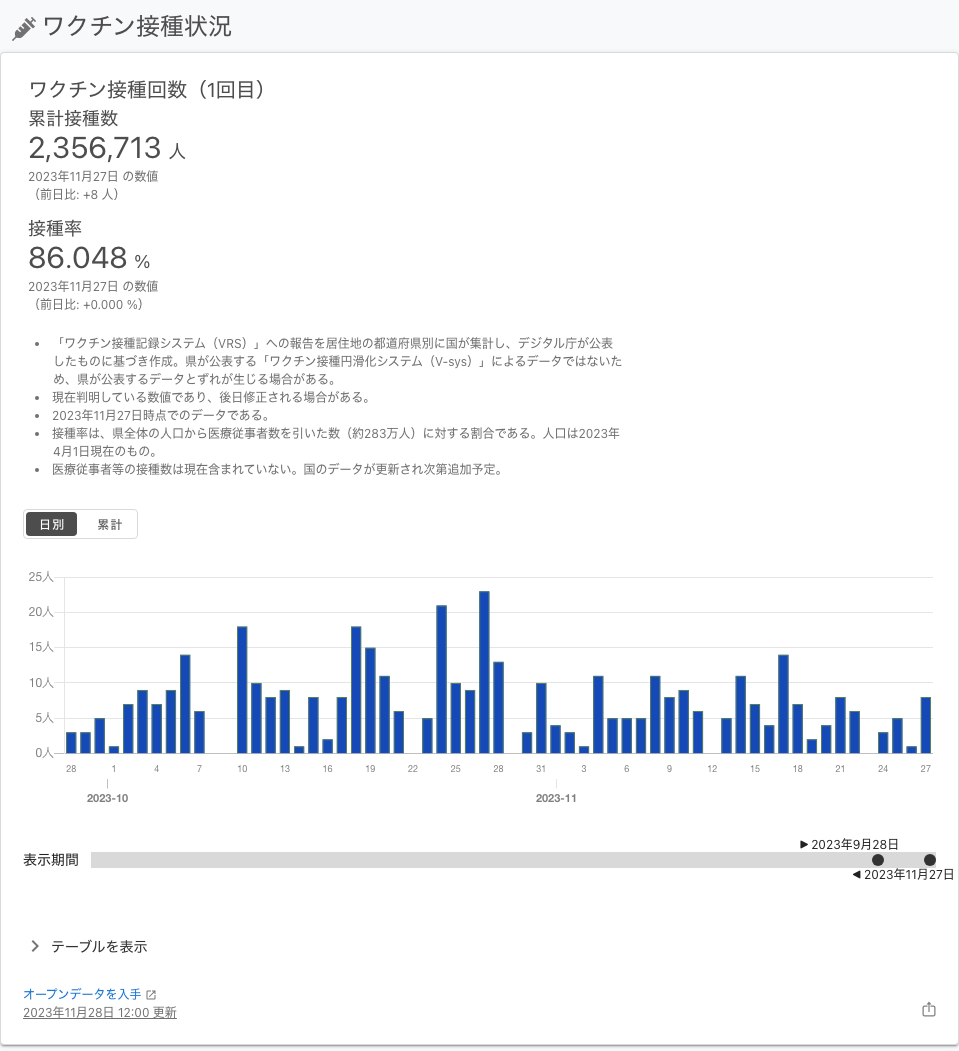 ワクチン接種状況
ワクチン接種回数（1回目）
累計接種数
2,356,713 人
2023年11月27日 の数値
（前日比: +8 人）
接種率
86.048 %
2023年11月27日 の数値
（前日比: +0.000 %）
• 「ワクチン接種記録システム（VRS）」への報告を居住地の都道府県別に国が集計し、デジタル庁が公表
したものに基づき作成。県が公表する「ワクチン接種円滑化システム（V-sys）」によるデータではないた
め、県が公表するデータとずれが生じる場合がある。
• 現在判明している数値であり、後日修正される場合がある。
• 2023年11月27日時点でのデータである。
• 接種率は、県全体の人口から医療従事者数を引いた数（約283万人）に対する割合である。人口は2023年
4月1日現在のもの。
• 医療従事者等の接種数は現在含まれていない。国のデータが更新され次第追加予定。
日別 累計
25人
20人
15人
10人
5人
0人
28 1 4 7 10 13 16 19 22 25 28 31 3 6 9 12 15 18 21 24 27
2023-10 2023-11
▶ 2023年9月28日
表示期間
◀ 2023年11月27日
テーブルを表示
オープンデータを入手
2023年11月28日 12:00 更新